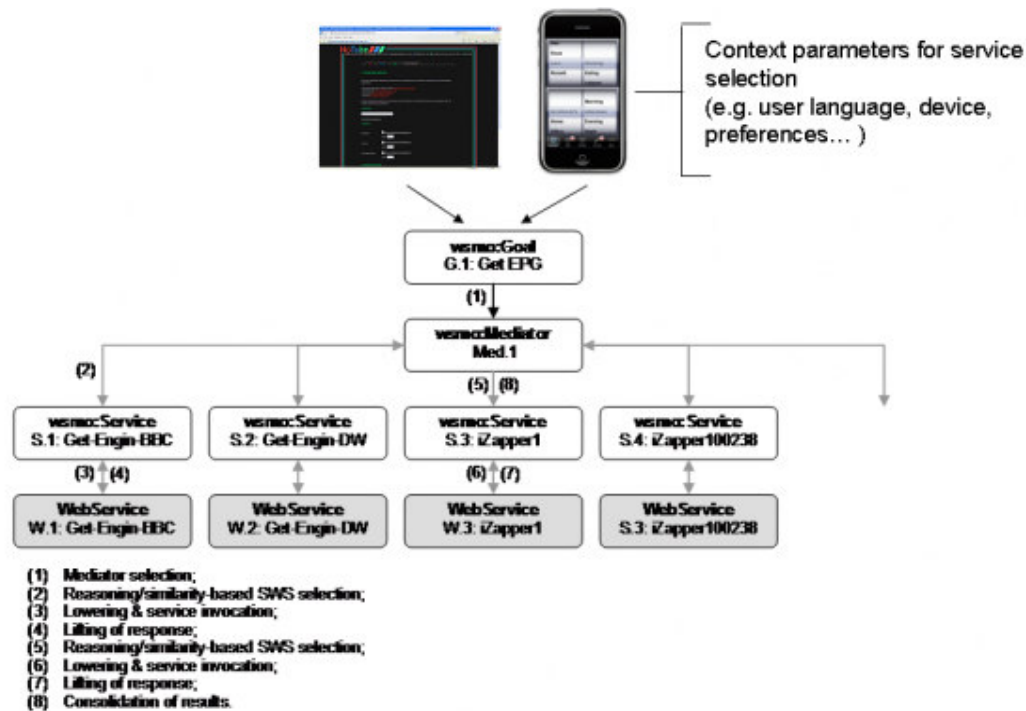 Context parameters for service
selection
(e.g. user language, device,
preferences... )
wsmo:Goal
G.1: Get EPG
(1)
wsmo:Mediator
Med.1
(2)
(5) (8)
wsmo:Service
S.1: Get-Engin-BBC
wsmo:Service
S.2: Get-Engin-DW
wsmo:Service
S.3: iZapper1
wsmo:Service
S.4: iZapper100238
(3) (4)
(6) (7)
WebService
W.1: Get-Engin-BBC
WebService
W.2: Get-Engin-DW
WebService
W.3: iZapper1
WebService
S.3: iZapper100238
(1) Mediator selection;
(2) Reasoning/similarity-based SWS selection;
(3) Lowering & service invocation;
(4) Lifting of response;
(5) Reasoning/similarity-based SWS selection;
(6) Lowering & service invocation;
(7) Lifting of response;
(8) Consolidation of results.